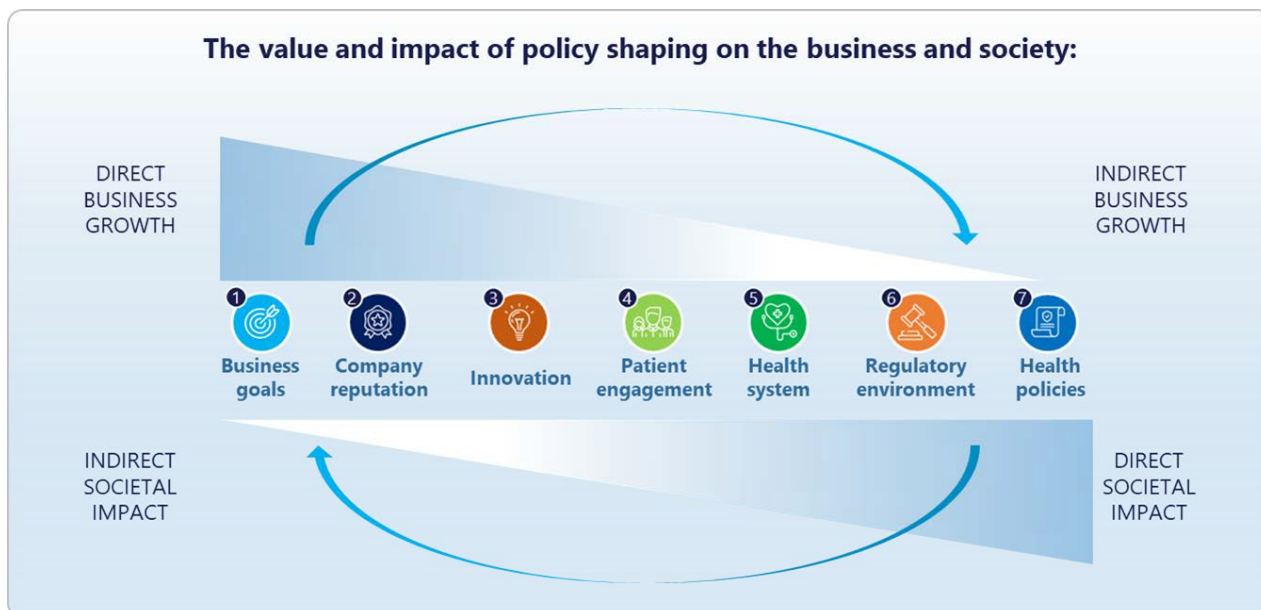 The value and impact of policy shaping on the business and society:
DIRECT
BUSINESS
GROWTH
INDIRECT
BUSINESS
GROWTH
1
2
3
4
5
6
7
Business
goals
Company
reputation
Innovation
Patient
engagement
Health
system
Regulatory
environment
Health
policies
INDIRECT
SOCIETAL
IMPACT
DIRECT
SOCIETAL
IMPACT